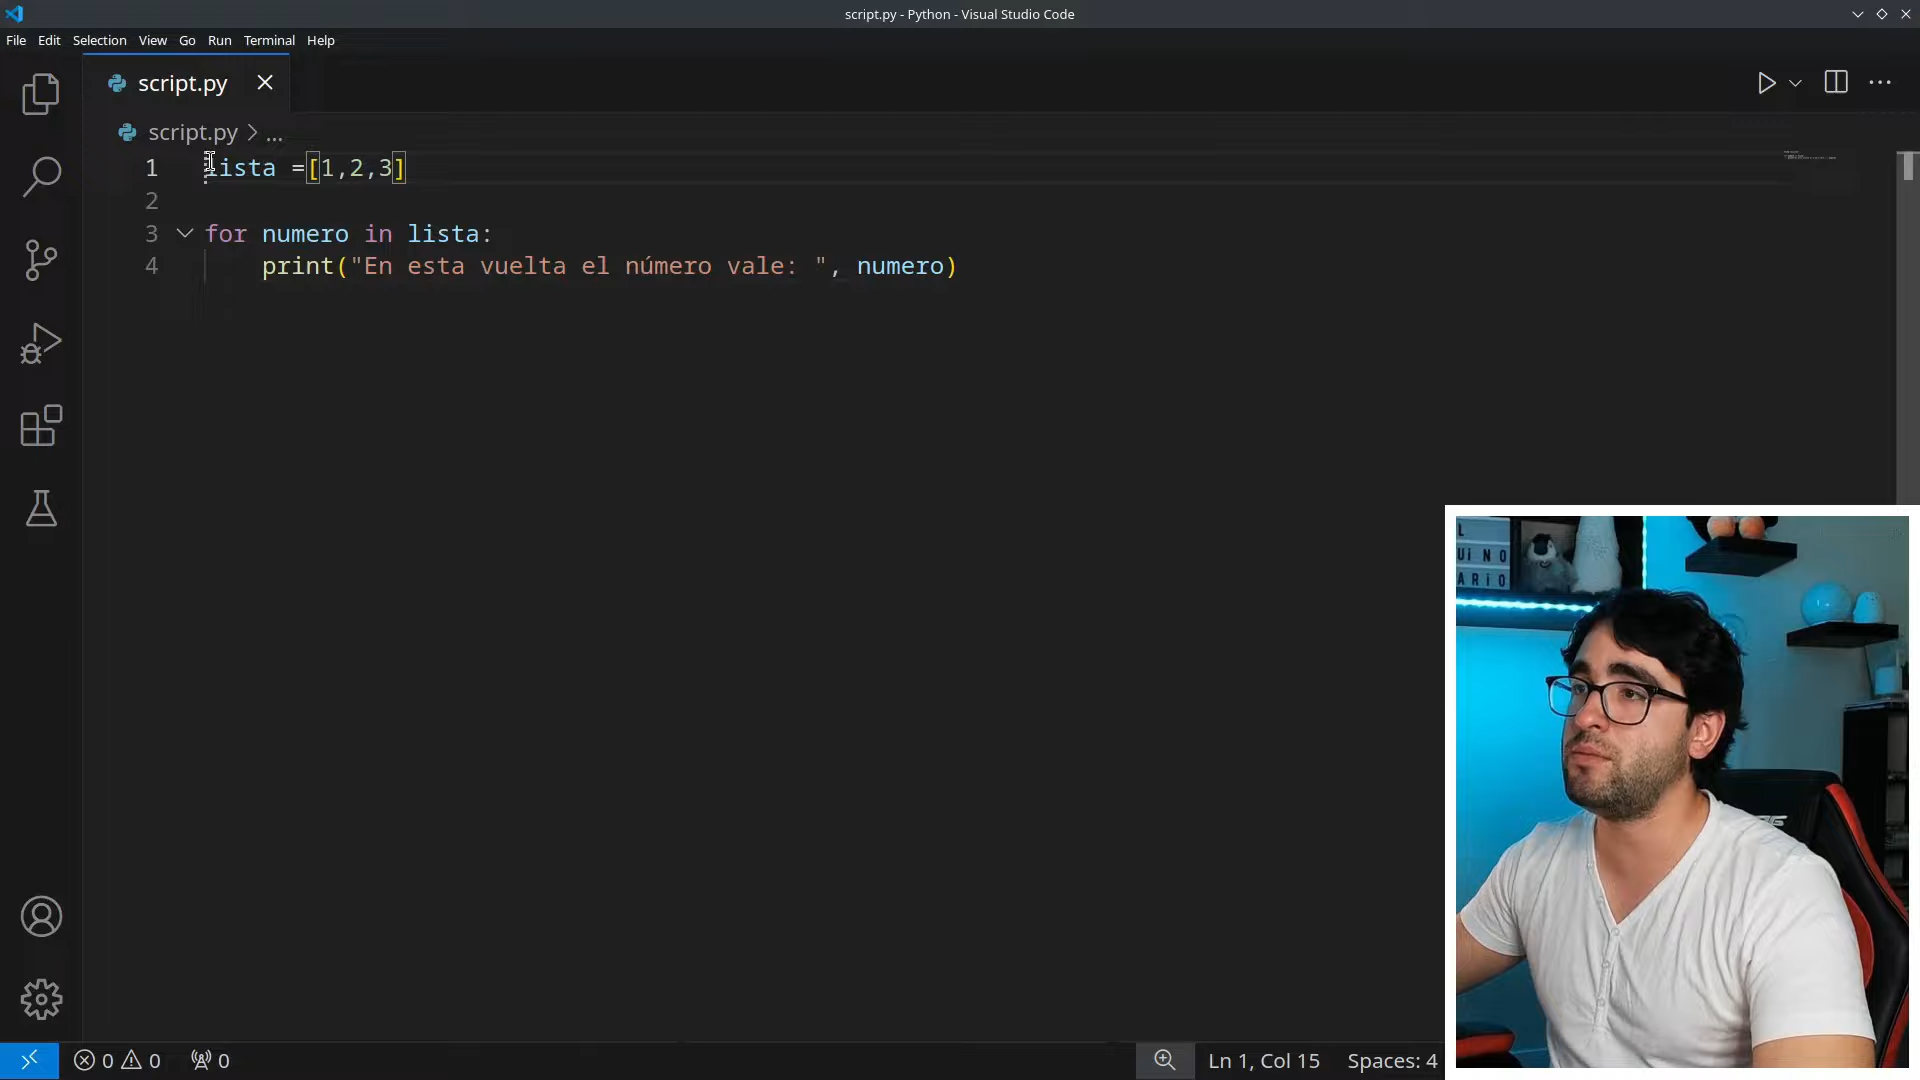 script.py - Python - Visual Studio Code
File Edit Selection View Go Run Terminal Help
script.py
script.py > ...
1 lista =[1,2,3]
2
3 for numero in lista:
4 print("En esta vuelta el número vale: ", numero)
L
UiNO
ARiO
0 0 0
Ln 1, Col 15 Spaces: 4